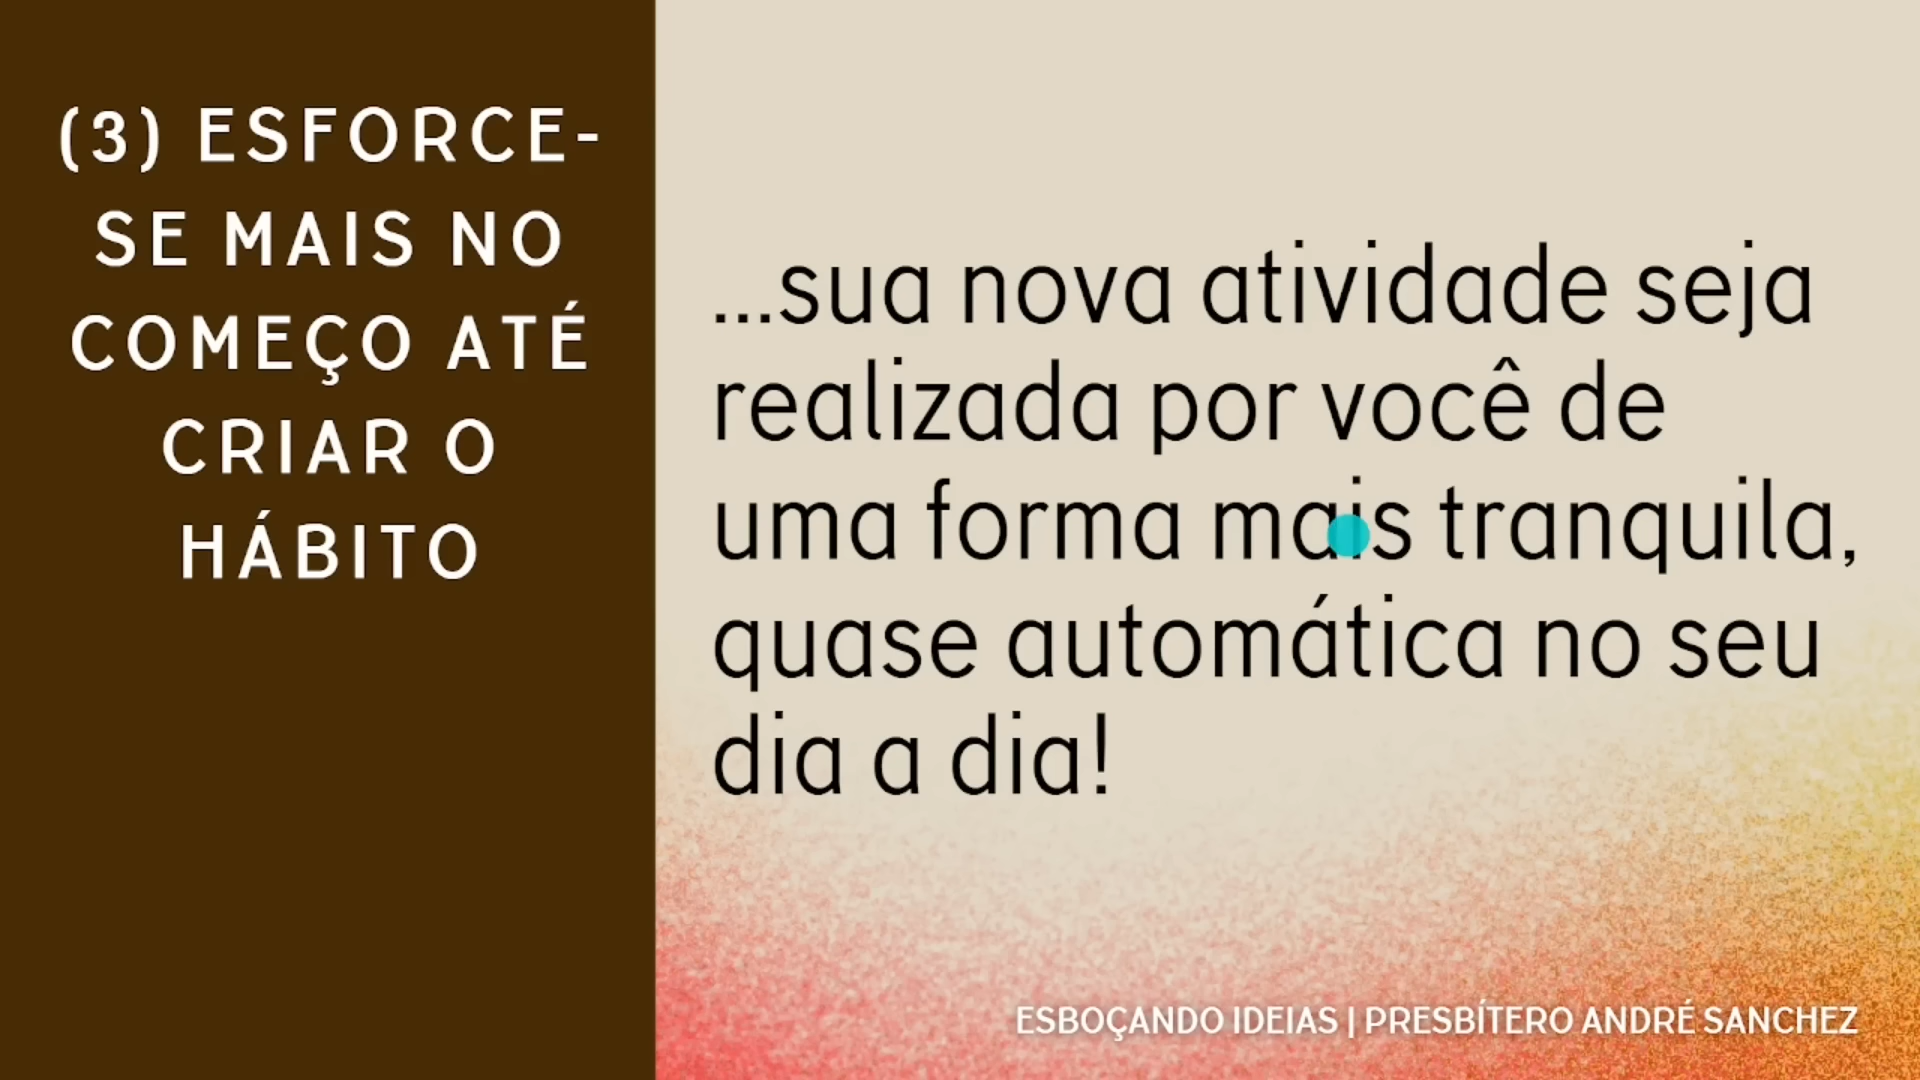 (3) ESFORCE-
SE MAIS NO
COMEÇO ATÉ
CRIAR O
HÁBITO
...sua nova atividade seja
realizada por você de
uma forma mais tranquila,
quase automática no seu
dia a dia!
ESBOÇANDO IDEIAS | PRESBÍTERO ANDRÉ SANCHEZ